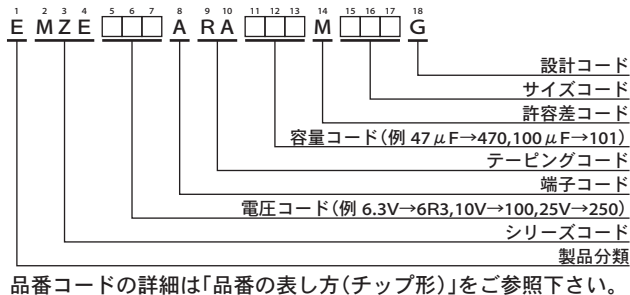 1 2 3 4 5 6 7 8 9 10 11 12 13 14 15 16 17 18
E MZE □□□ A RA □□□ M □□□ G
設計コード
サイズコード
許容差コード
容量コード(例 47μF→470,100μF→101)
テーピングコード
端子コード
電圧コード(例 6.3V→6R3,10V→100,25V→250)
シリーズコード
製品分類
品番コードの詳細は「品番の表し方(チップ形)」をご参照下さい。